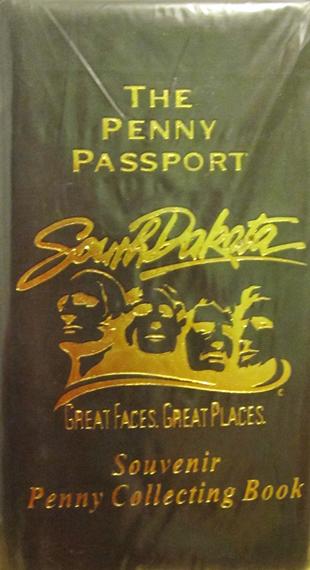 THE
PENNY
PASSPORT
South Dakota
GREAT FACES. GREAT PLACES.
Souvenir
Penny Collecting Book